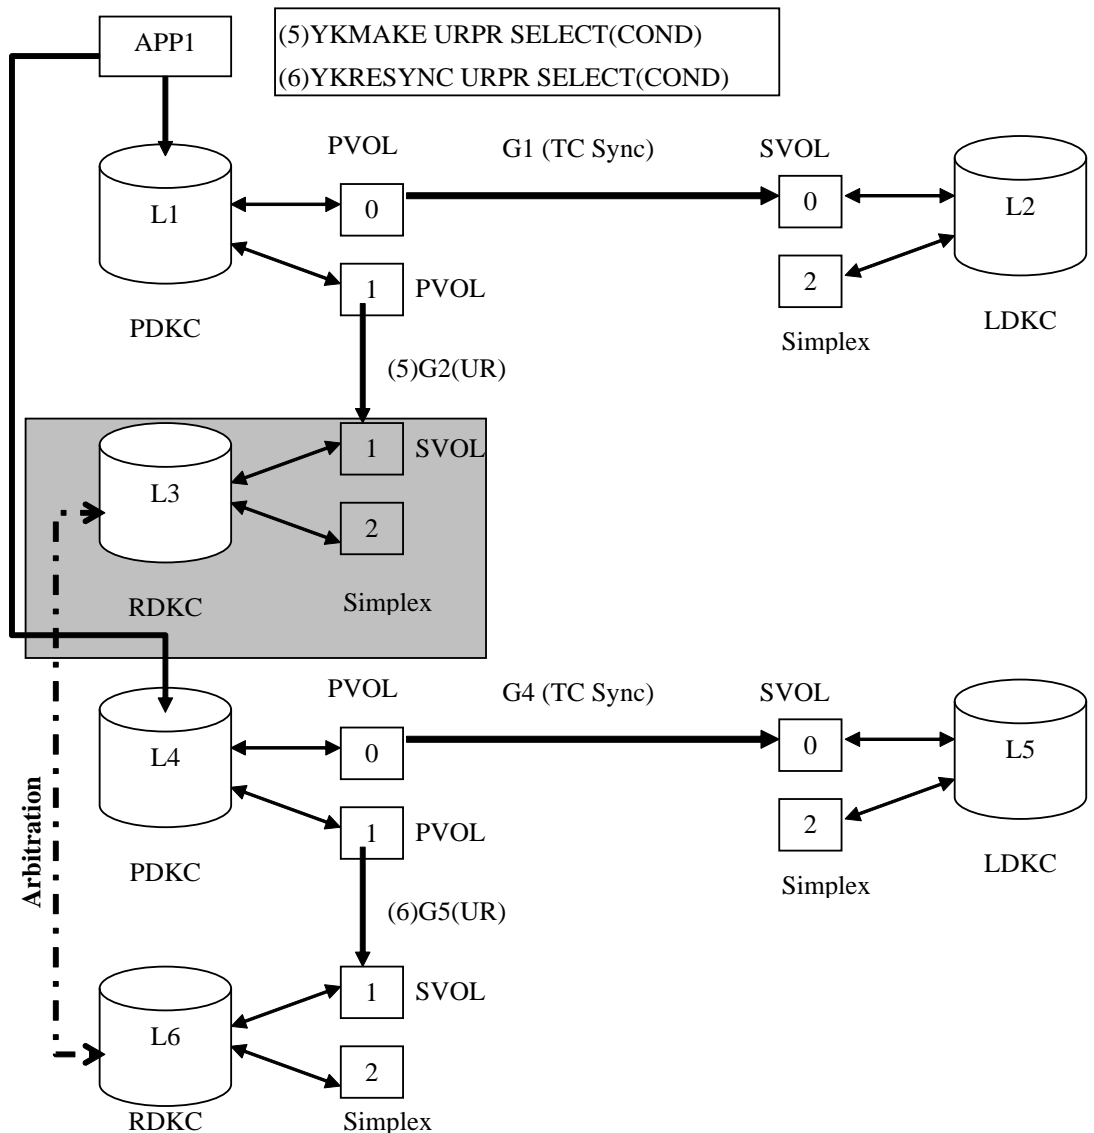 APP1
(5)YKMAKE URPR SELECT(COND)
(6)YKRESYNC URPR SELECT(COND)
PVOL
G1 (TC Sync)
SVOL
L1
0
0
L2
1
PVOL
2
PDKC
LDKC
Simplex
(5)G2(UR)
L3
1
SVOL
2
RDKC
Simplex
PVOL
G4 (TC Sync)
SVOL
L4
0
0
L5
1
PVOL
2
PDKC
LDKC
Simplex
Arbitration
(6)G5(UR)
L6
1
SVOL
2
RDKC
Simplex